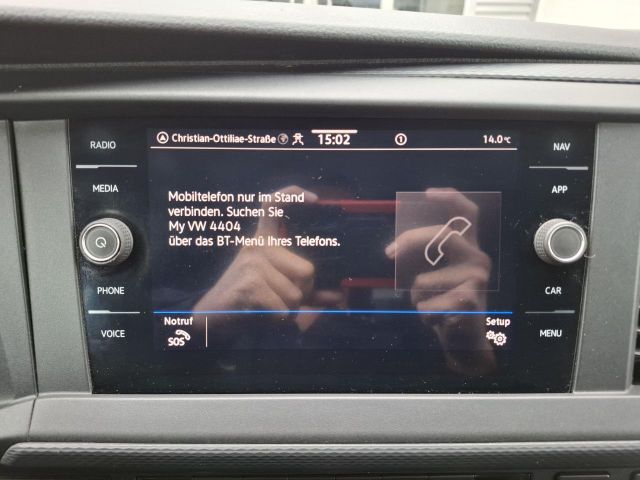 Christian-Ottiliae-Straße 15:02 1 14.0 °C
RADIO
MEDIA
PHONE
VOICE
Mobiltelefon nur im Stand
verbinden. Suchen Sie
My VW 4404
über das BT-Menü Ihres Telefons.
Notruf
SOS
Setup
NAV
APP
CAR
MENU